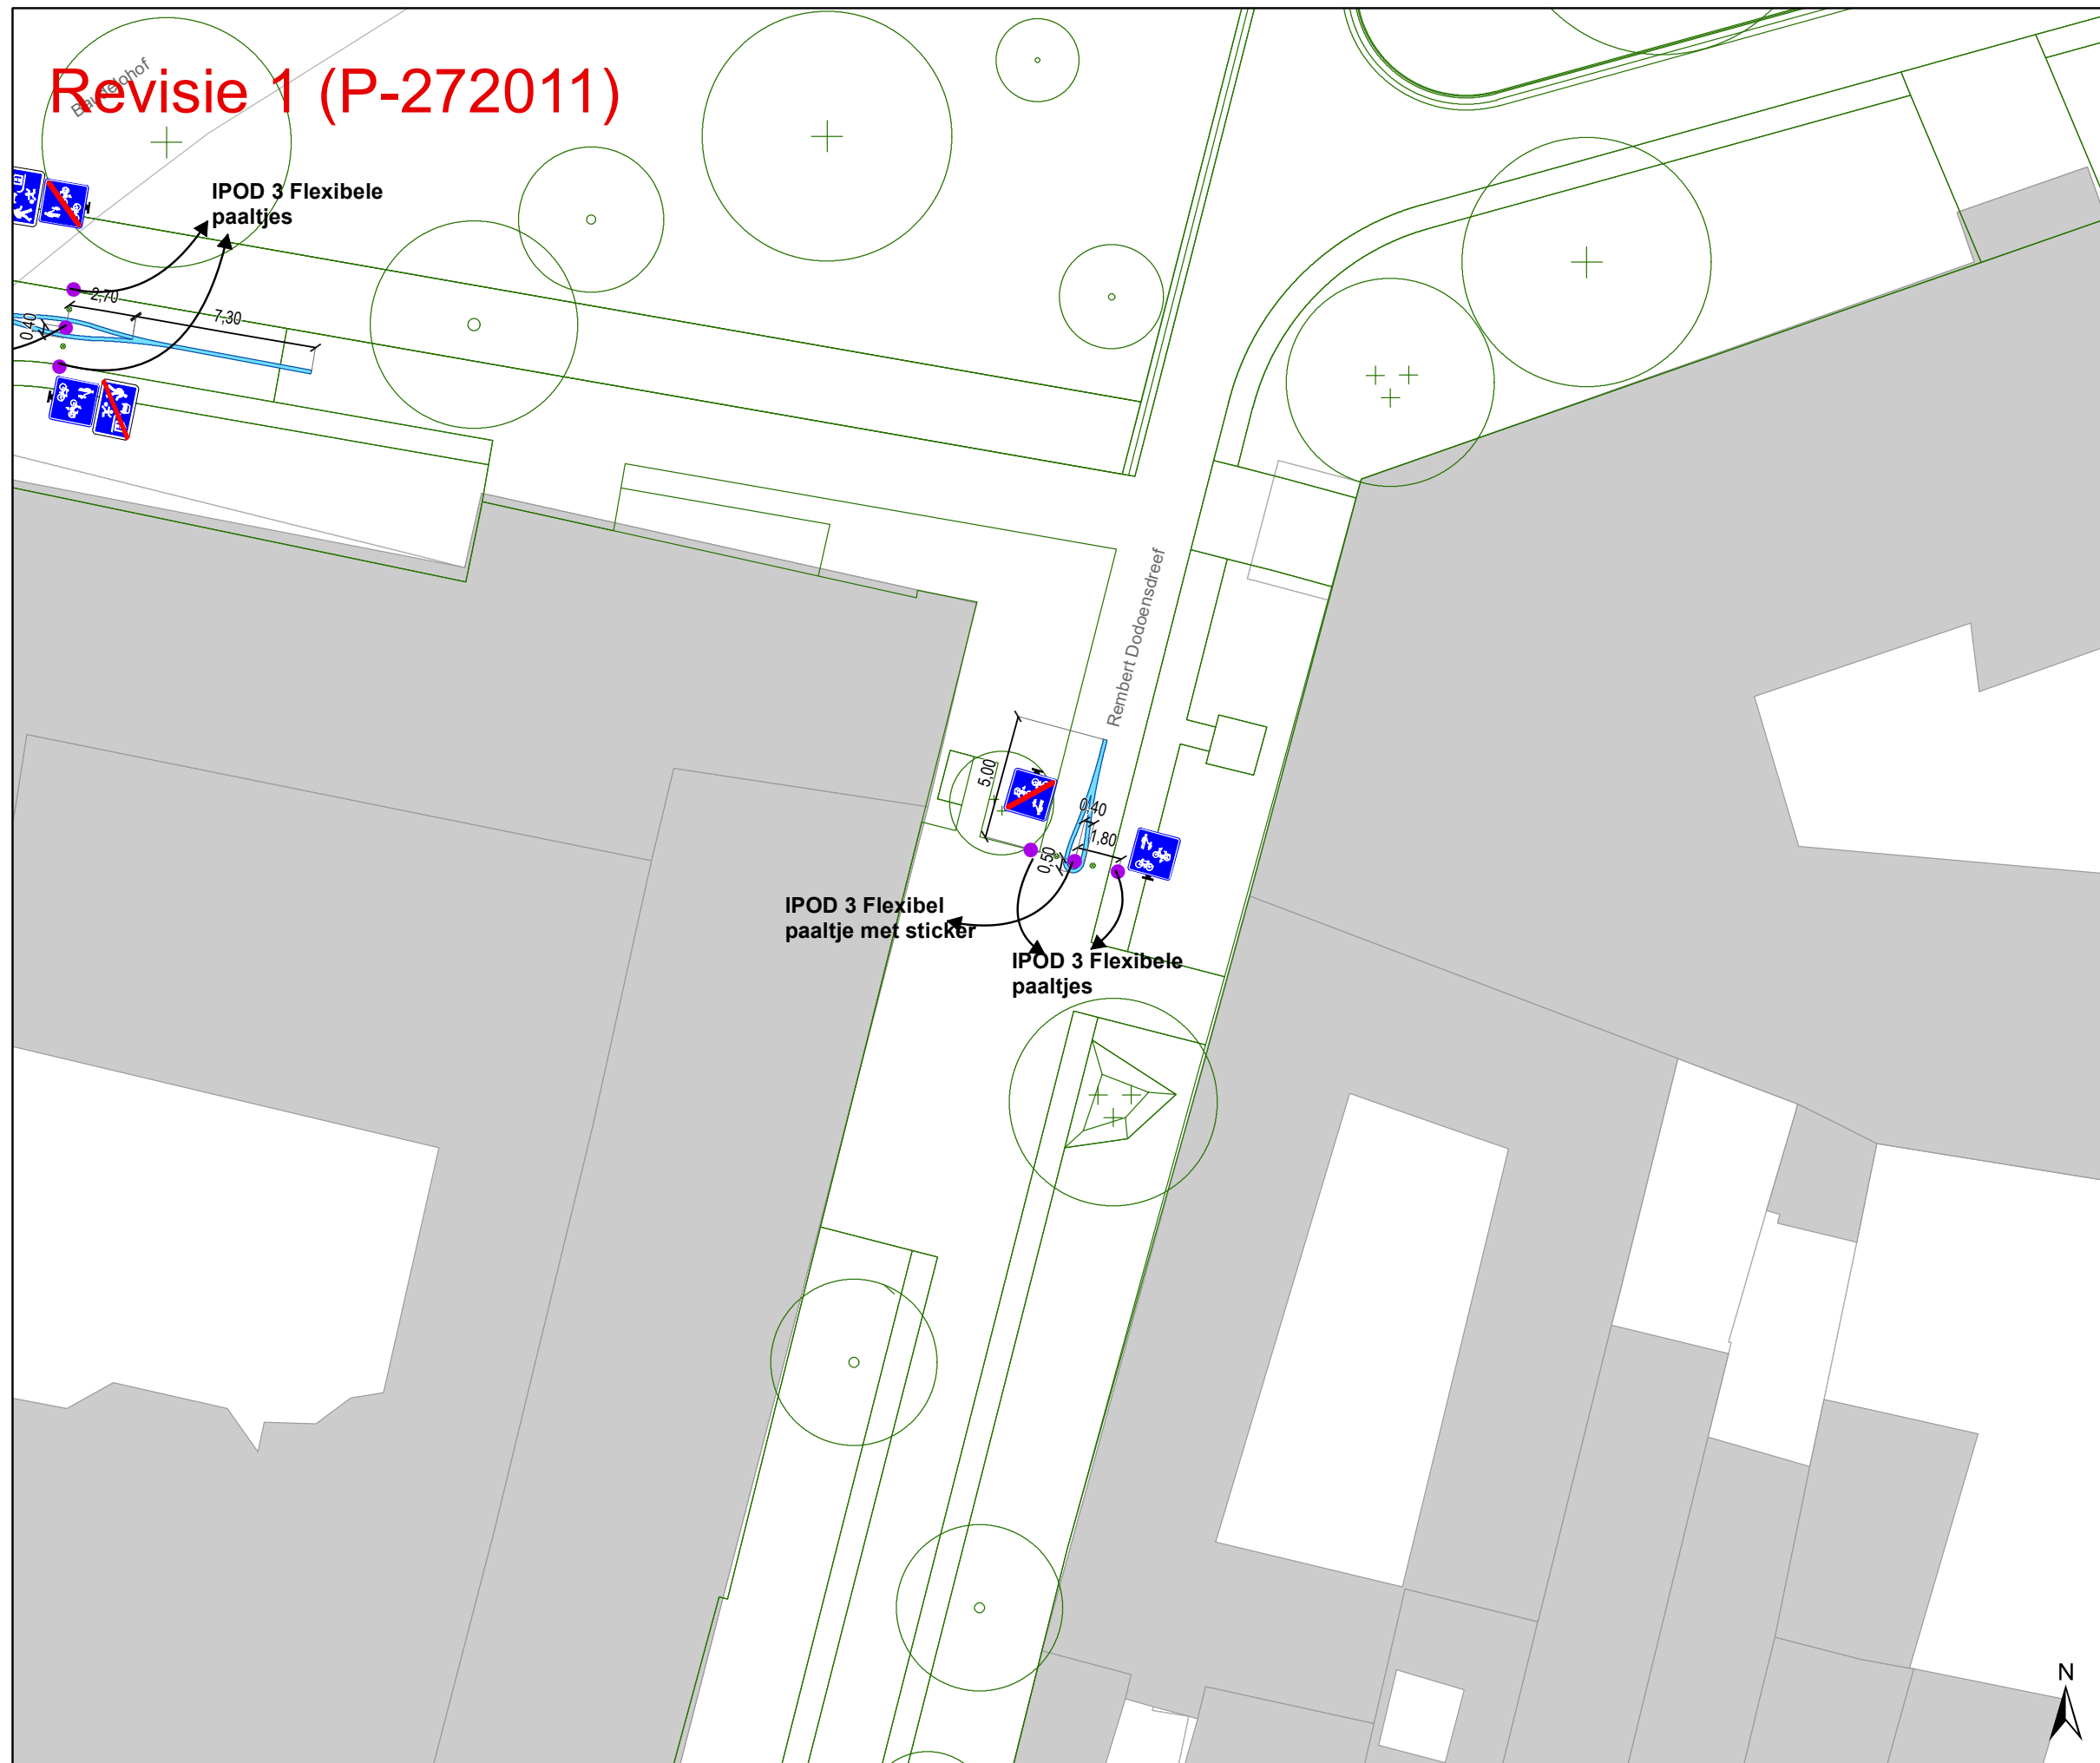 Revisie 1 (P-272011)
Baudelohof
IPOD 3 Flexibele
paaltjes
2,70
7,30
0,40
Rembert Dodoensdreef
5,00
0,40
1,80
0,50
IPOD 3 Flexibel
paaltje met sticker
IPOD 3 Flexibele
paaltjes
N